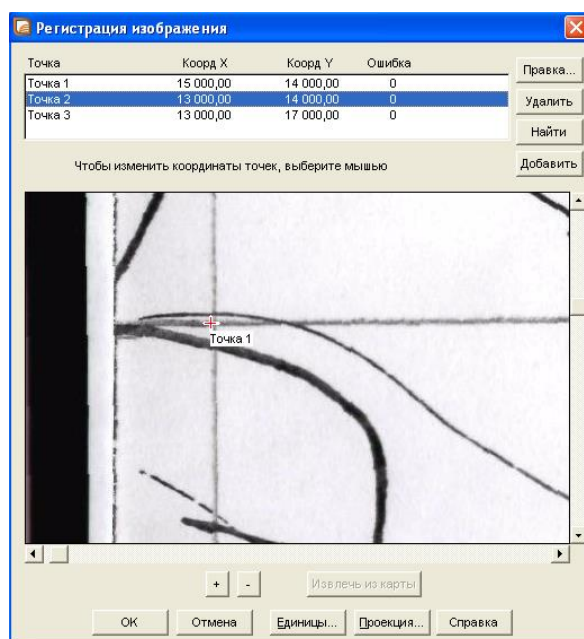 Регистрация изображения
Точка Коорд X Коорд Y Ошибка
Точка 1 15 000,00 14 000,00 0
Точка 2 13 000,00 14 000,00 0
Точка 3 13 000,00 17 000,00 0
Правка...
Удалить
Найти
Добавить
Чтобы изменить координаты точек, выберите мышью
Точка 1
+ - Извлечь из карты
OK Отмена Единицы... Проекция... Справка